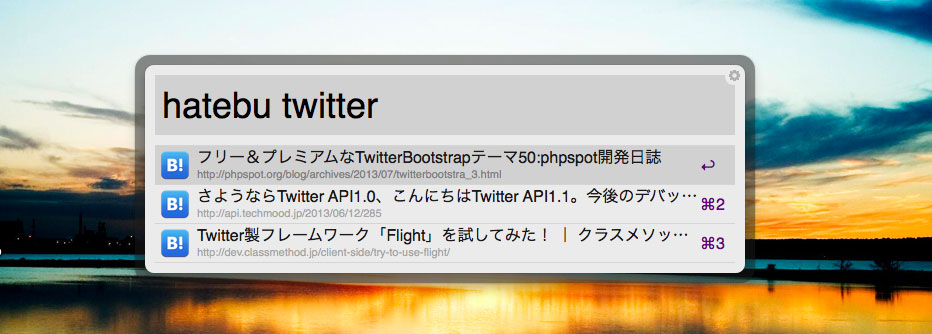 hatebu twitter
B! フリー＆プレミアムなTwitterBootstrapテーマ50:phpspot開発日誌 ↩
http://phpspot.org/blog/archives/2013/07/twitterbootstra_3.html
B! さようならTwitter API1.0、こんにちはTwitter API1.1。今後のデバッ… ⌘2
http://api.techmood.jp/2013/06/12/285
B! Twitter製フレームワーク「Flight」を試してみた！ ｜ クラスメソッ… ⌘3
http://dev.classmethod.jp/client-side/try-to-use-flight/